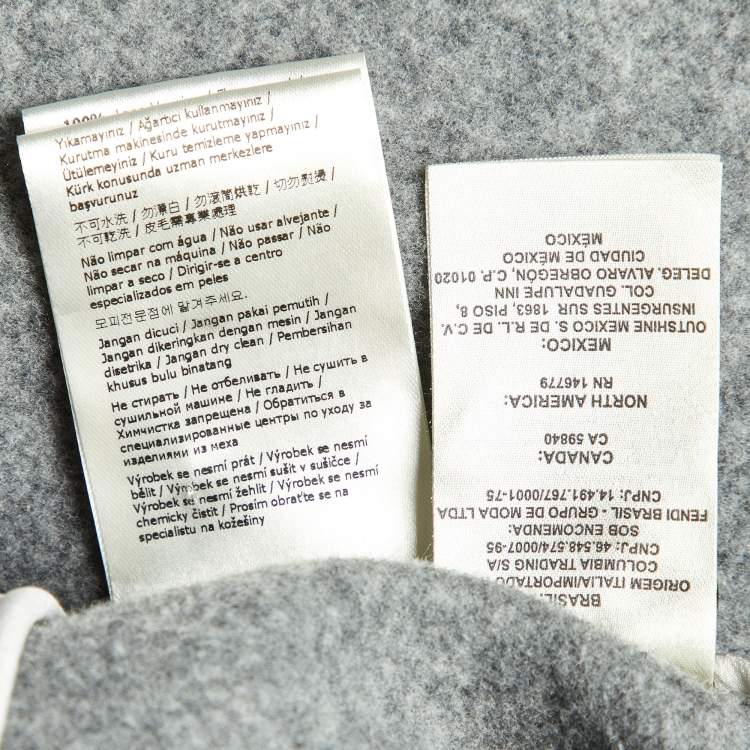 100%
Yıkamayınız / Ağartıcı kullanmayınız /
Kurutma makinesinde kurutmayınız /
Ütülemeyiniz / Kuru temizleme yapmayınız /
Kürk konusunda uzman merkezlere
başvurunuz
不可水洗 / 勿漂白 / 勿滾筒烘乾 / 切勿熨燙 /
不可乾洗 / 皮毛需專業處理
Não limpar com água / Não usar alvejante /
Não secar na máquina / Não passar / Não
limpar a seco / Dirigir-se a centro
especializados em peles
모피전문점에 맡겨주세요.
Jangan dicuci / Jangan pakai pemutih /
Jangan dikeringkan dengan mesin / Jangan
disetrika / Jangan dry clean / Pembersihan
khusus bulu binatang
Не стирать / Не отбеливать / Не сушить в
сушильной машине / Не гладить /
Химчистка запрещена / Обратиться в
специализированные центры по уходу за
изделиями из меха
Výrobek se nesmí prát / Výrobek se nesmí
bělit / Výrobek se nesmí sušit v sušičce /
Výrobek se nesmí žehlit / Výrobek se nesmí
chemicky čistit / Prosím obraťte se na
specialistu na kožešiny
BRASIL:
ORIGEM ITALIA/IMPORTADO
COLUMBIA TRADING S/A
CNPJ: 46.548.574/0007-95
SOB ENCOMENDA:
FENDI BRASIL - GRUPO DE MODA LTDA
CNPJ: 14.491.767/0001-75
CANADA:
CA 59840
NORTH AMERICA:
RN 146779
MEXICO:
OUTSHINE MEXICO S. DE R.L. DE C.V.
INSURGENTES SUR 1863, PISO 8,
COL. GUADALUPE INN
DELEG. ALVARO OBREGÓN, C.P. 01020
CIUDAD DE MÉXICO
MÉXICO